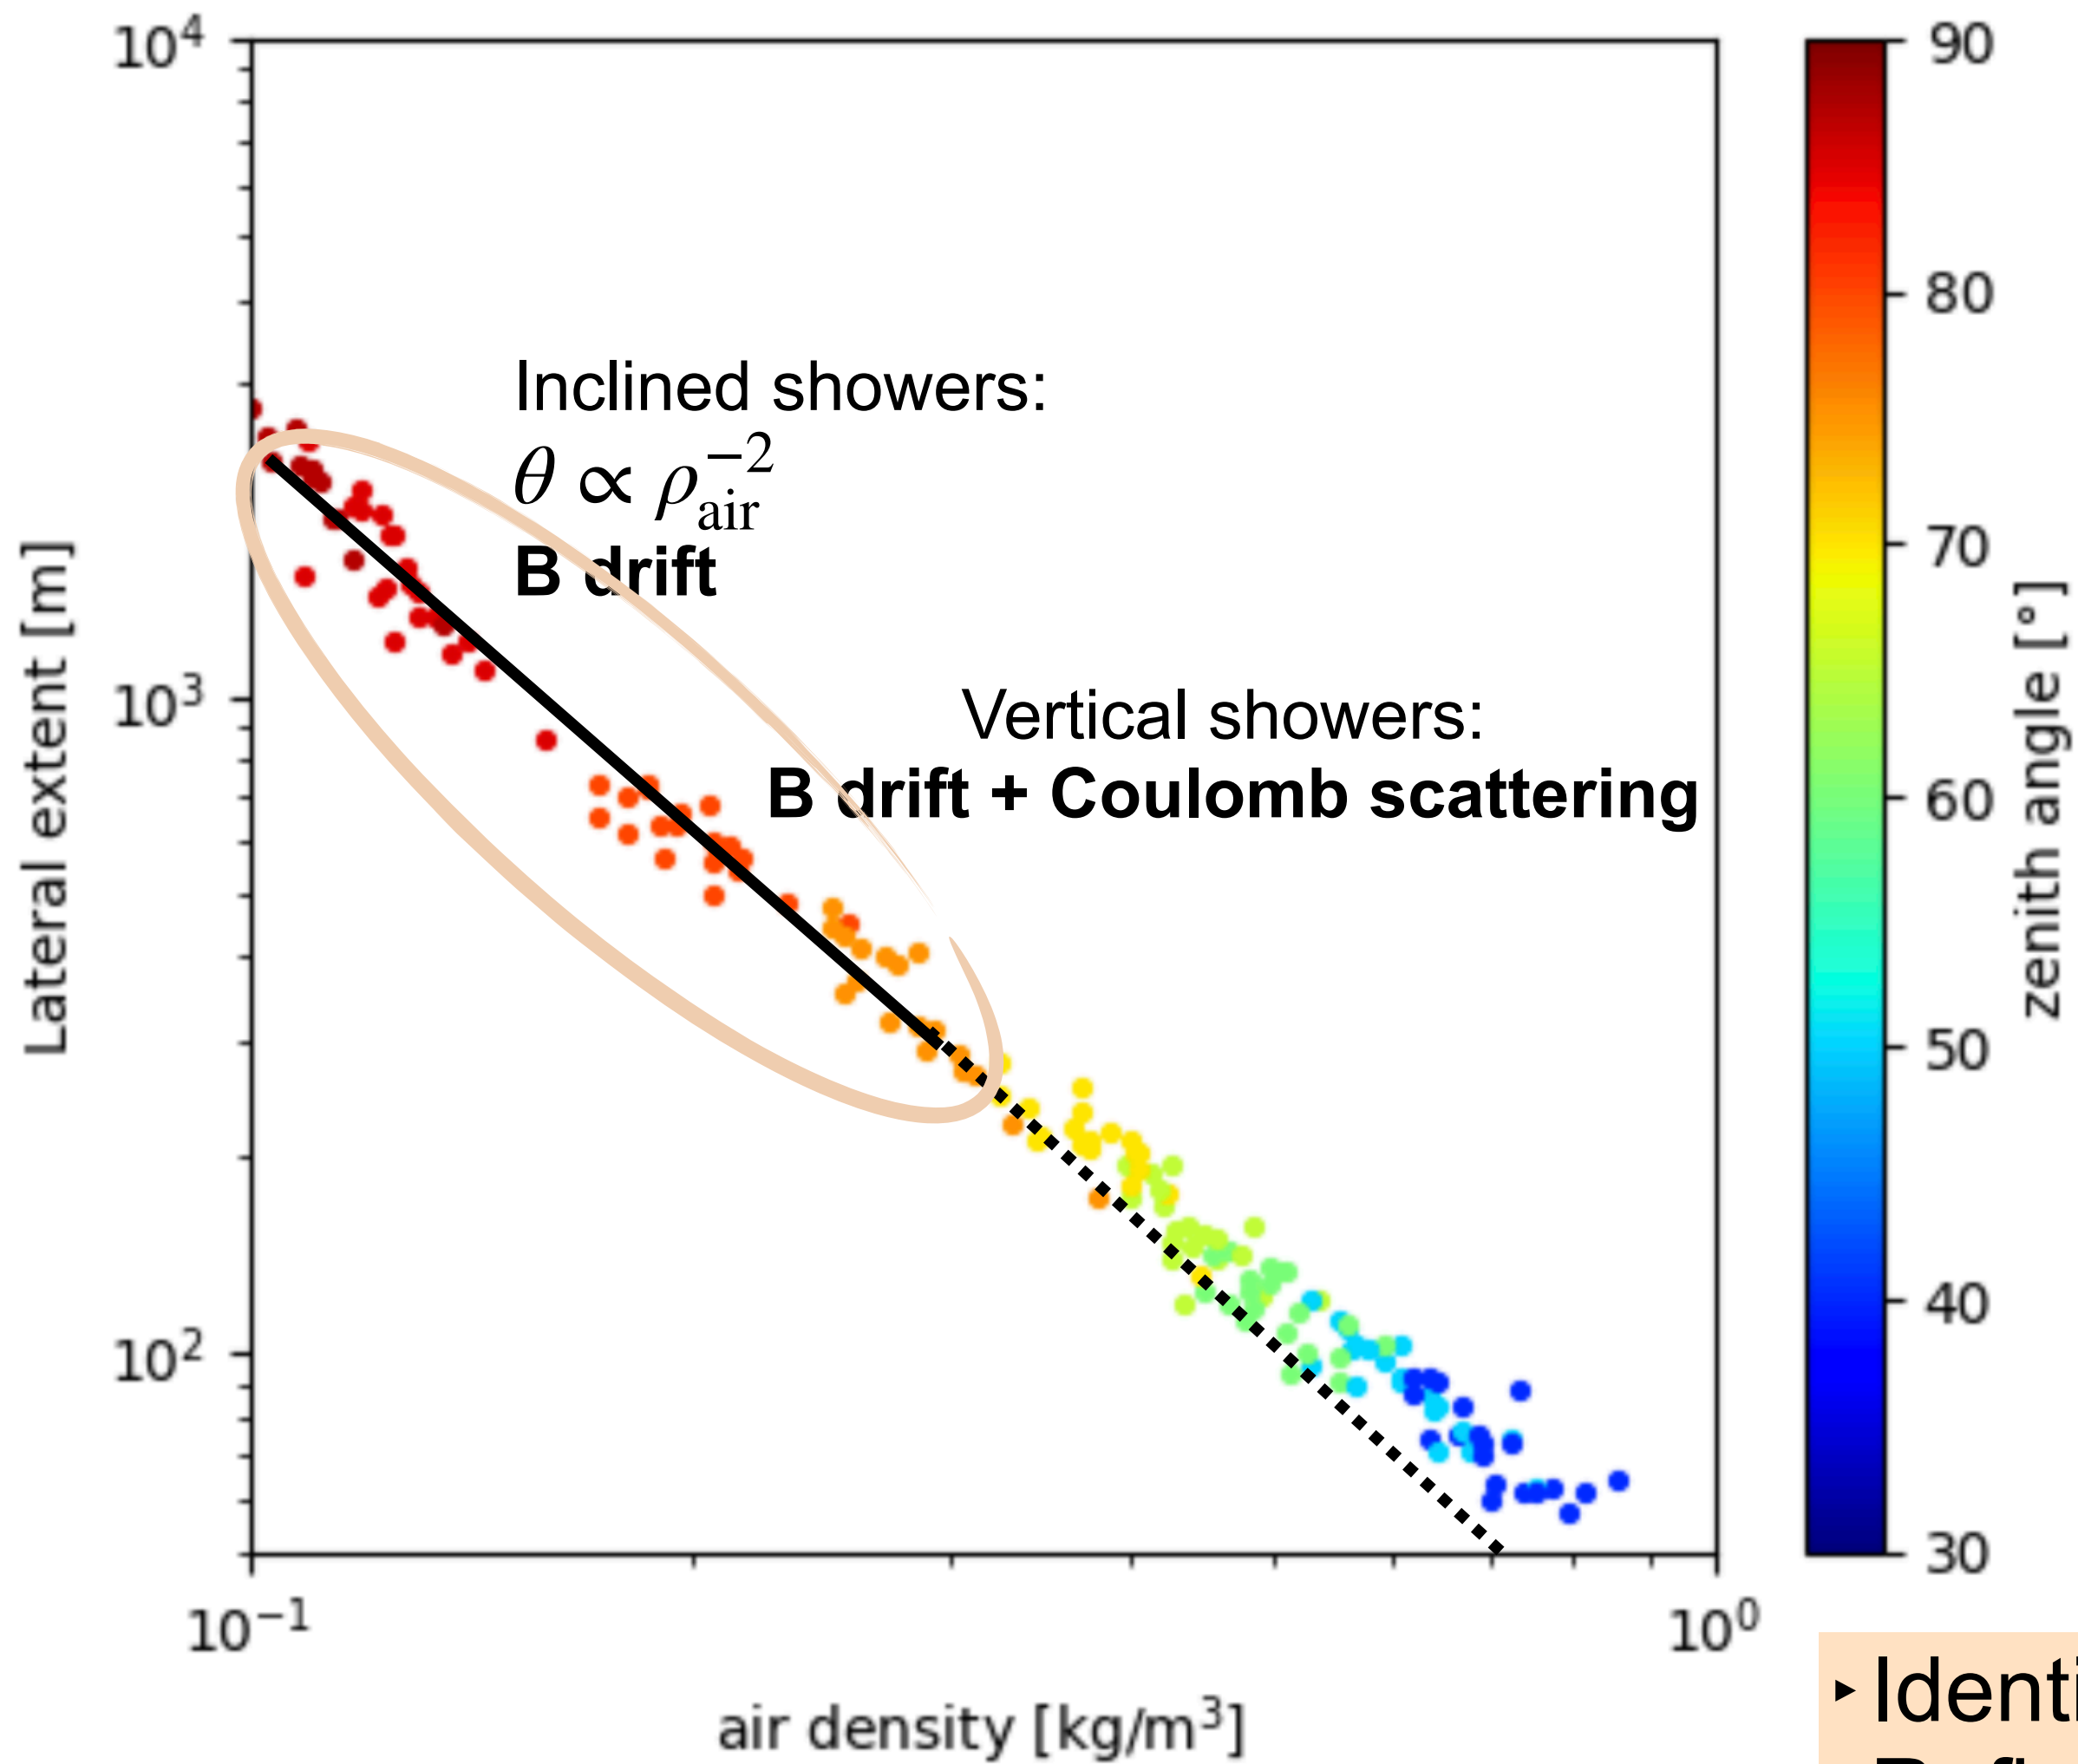 10⁴
10³
10²
Lateral extent [m]
Inclined showers:
θ ∝ ρ_air⁻²
B drift
Vertical showers:
B drift + Coulomb scattering
10⁻¹
10⁰
air density [kg/m³]
90
80
70
60
50
40
30
zenith angle [°]
‣ Identi